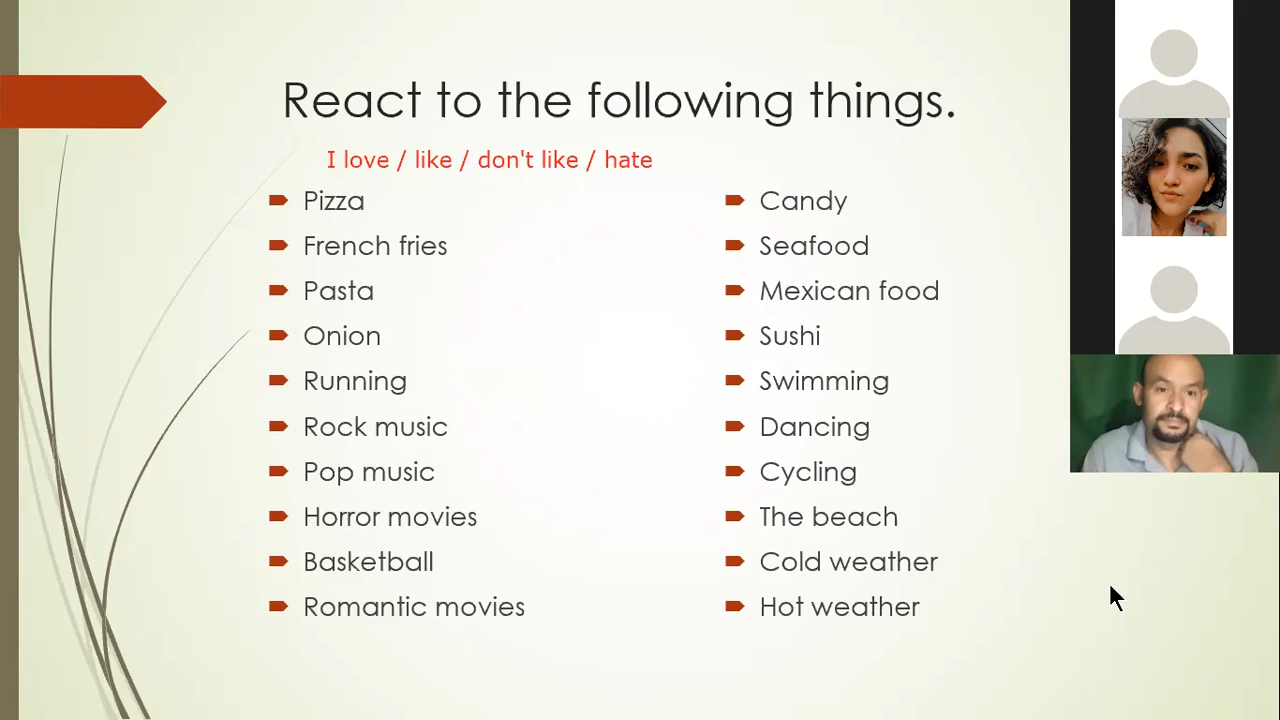 React to the following things.
I love / like / don't like / hate
Pizza
French fries
Pasta
Onion
Running
Rock music
Pop music
Horror movies
Basketball
Romantic movies
Candy
Seafood
Mexican food
Sushi
Swimming
Dancing
Cycling
The beach
Cold weather
Hot weather